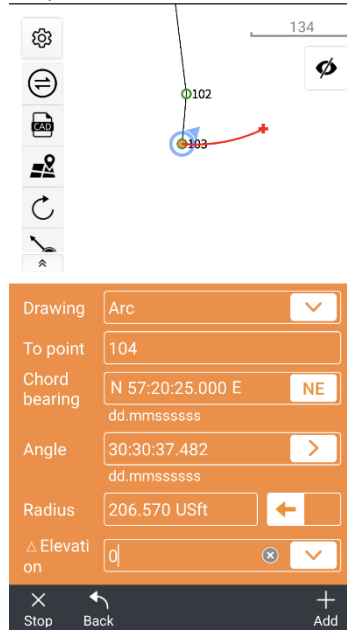 134
102
CAD
103
Drawing Arc
To point 104
Chord bearing N 57:20:25.000 E NE
dd.mmssssss
Angle 30:30:37.482
dd.mmssssss
Radius 206.570 USft
△Elevati
on 0
Stop Back Add